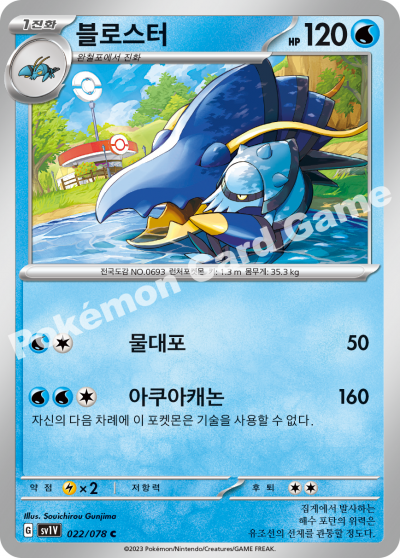 1진화
블로스터
HP 120
완철포에서 진화
Pokémon Card Game
전국도감 NO.0693 런처포켓몬 키: 1.3 m 몸무게: 35.3 kg
물대포 50
아쿠아캐논 160
자신의 다음 차례에 이 포켓몬은 기술을 사용할 수 없다.
약점 ×2 저항력 후퇴
Illus. Souichirou Gunjima
G SV1V 022/078 C
집게에서 발사하는
배수 포탄의 위력은
유조선의 선체를 관통할 정도다.
©2023 Pokémon/Nintendo/Creatures/GAME FREAK.